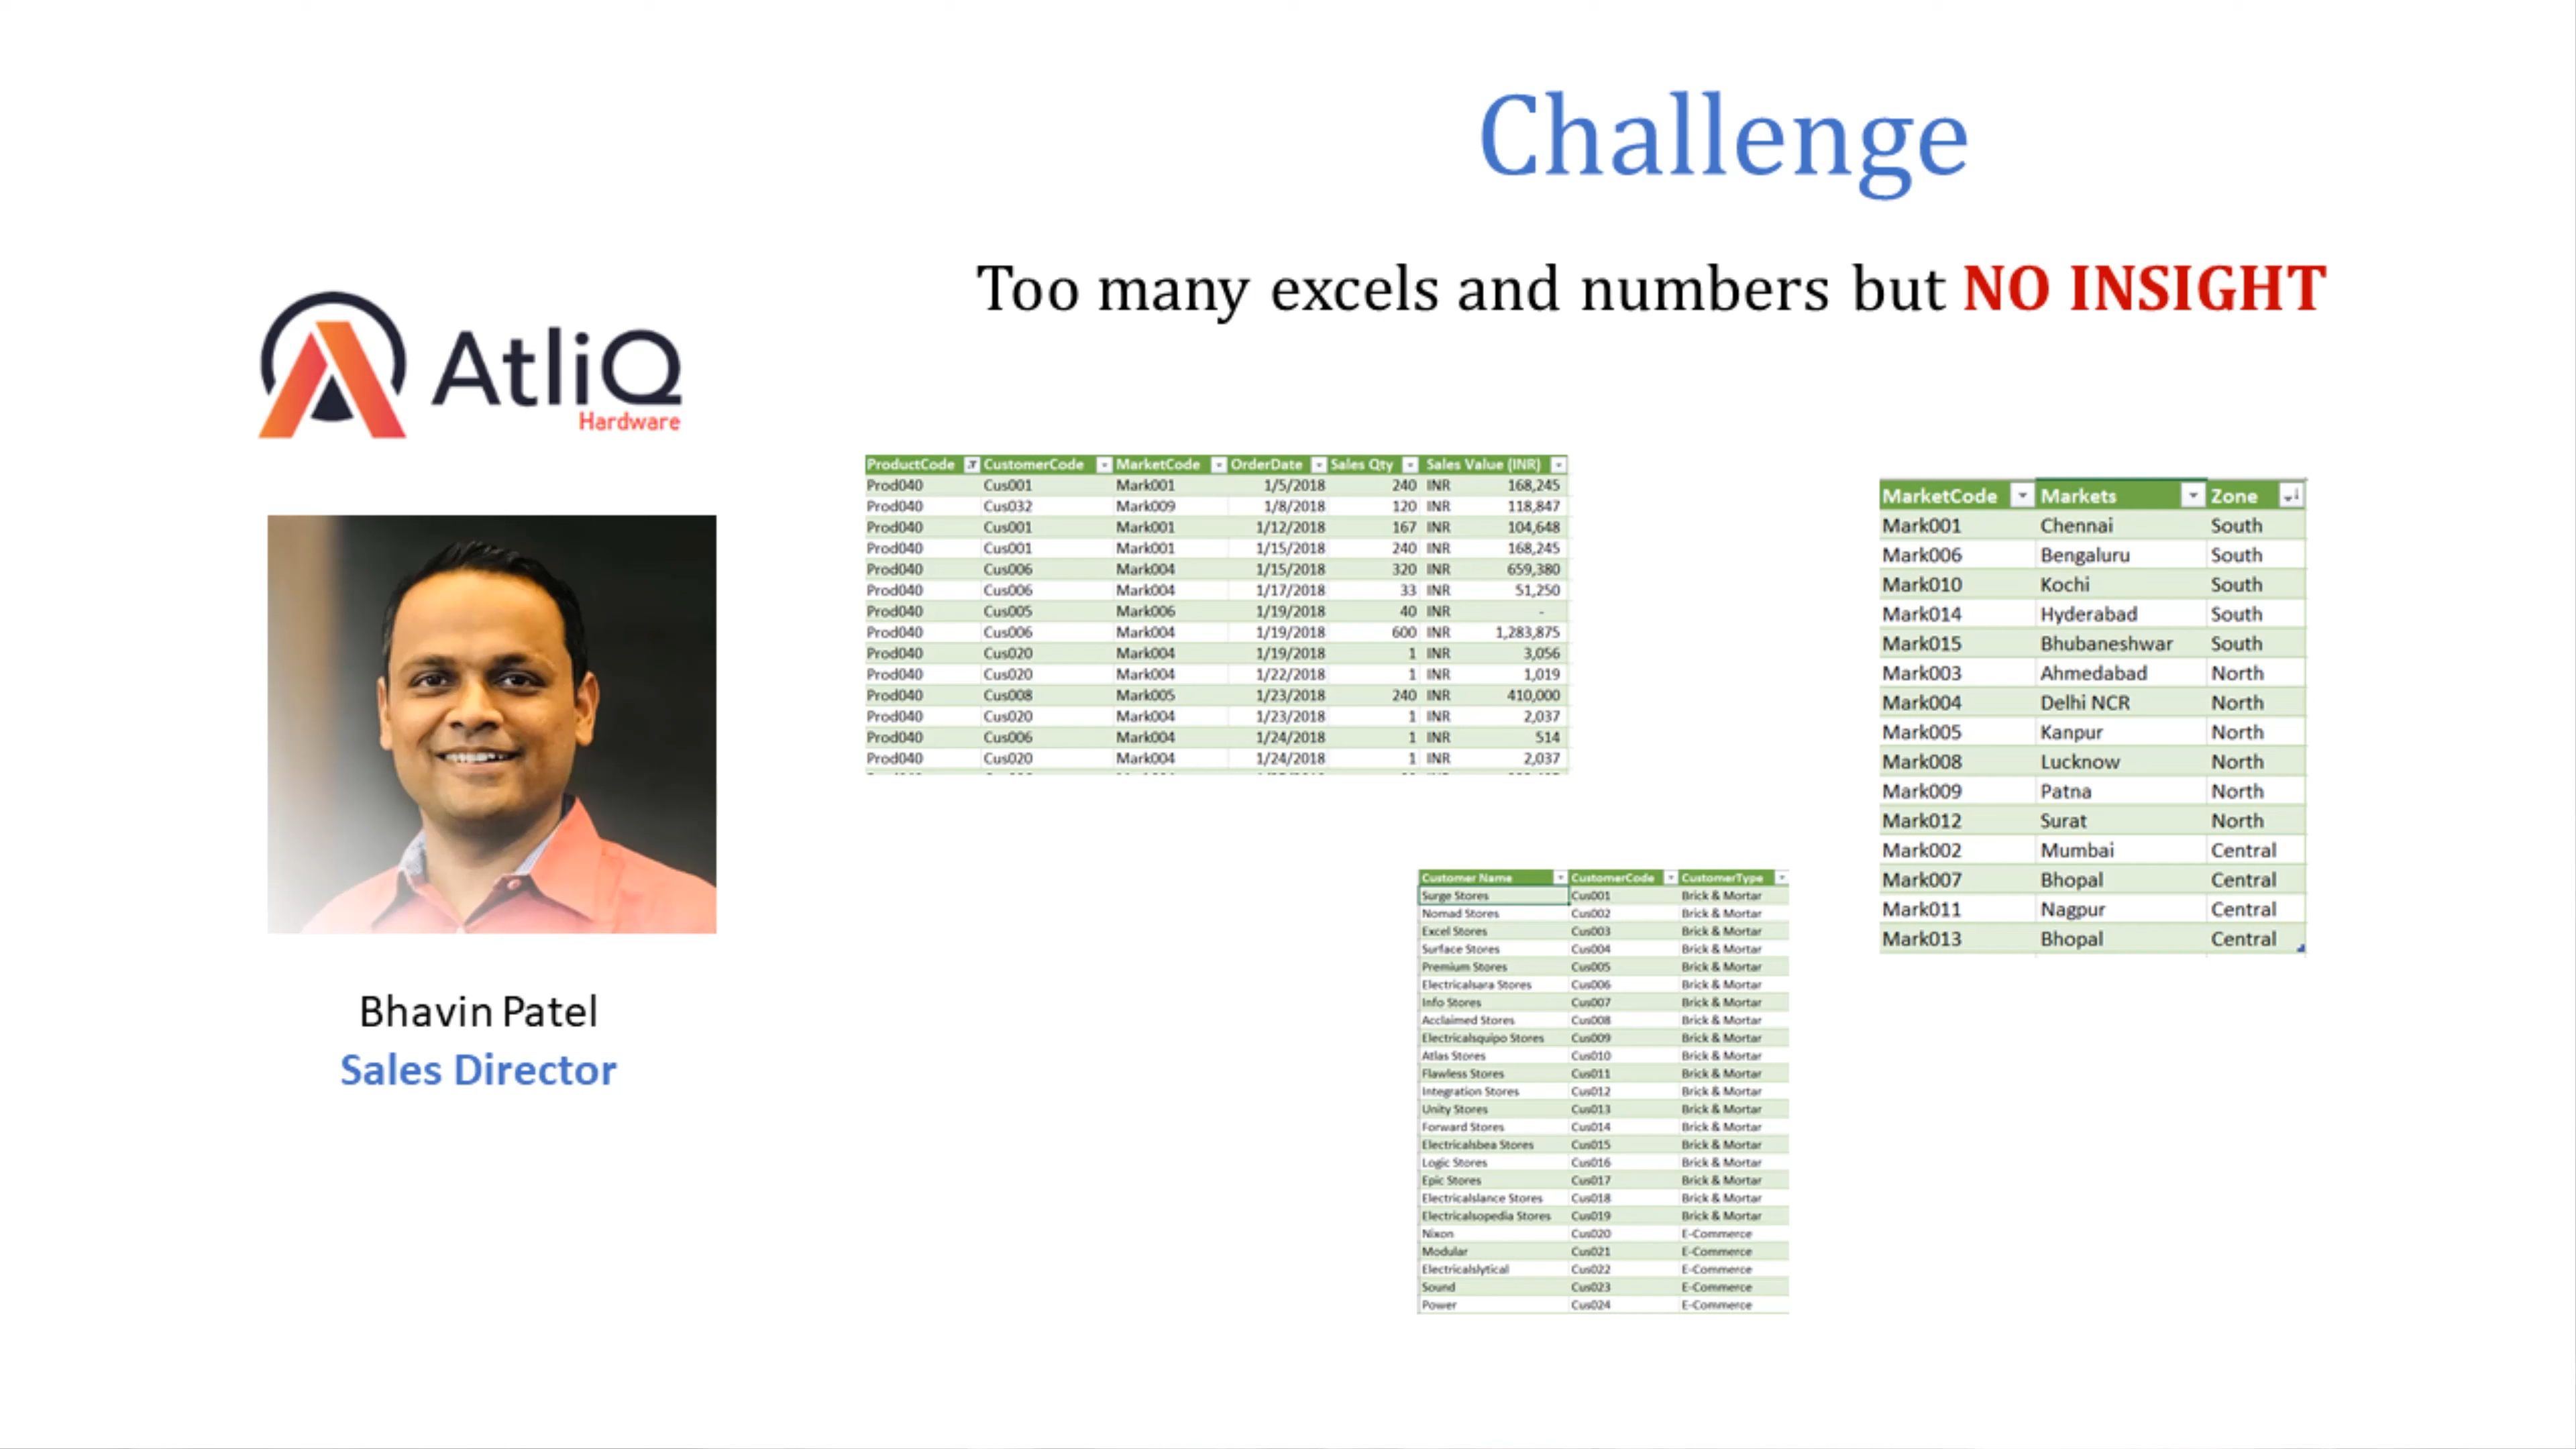 Challenge
Too many excels and numbers but NO INSIGHT
AtliQ
Hardware
Bhavin Patel
Sales Director
ProductCode CustomerCode MarketCode OrderDate Sales Qty Sales Value (INR)
Prod040 Cus001 Mark001 1/5/2018 240 INR 168,245
Prod040 Cus032 Mark009 1/8/2018 120 INR 118,847
Prod040 Cus001 Mark001 1/12/2018 167 INR 104,648
Prod040 Cus001 Mark001 1/15/2018 240 INR 168,245
Prod040 Cus006 Mark004 1/15/2018 320 INR 659,380
Prod040 Cus006 Mark004 1/17/2018 33 INR 51,250
Prod040 Cus005 Mark006 1/19/2018 40 INR -
Prod040 Cus006 Mark004 1/19/2018 600 INR 1,283,875
Prod040 Cus020 Mark004 1/19/2018 1 INR 3,056
Prod040 Cus020 Mark004 1/22/2018 1 INR 1,019
Prod040 Cus008 Mark005 1/23/2018 240 INR 410,000
Prod040 Cus020 Mark004 1/23/2018 1 INR 2,037
Prod040 Cus006 Mark004 1/24/2018 1 INR 514
Prod040 Cus020 Mark004 1/24/2018 1 INR 2,037
MarketCode Markets Zone
Mark001 Chennai South
Mark006 Bengaluru South
Mark010 Kochi South
Mark014 Hyderabad South
Mark015 Bhubaneshwar South
Mark003 Ahmedabad North
Mark004 Delhi NCR North
Mark005 Kanpur North
Mark008 Lucknow North
Mark009 Patna North
Mark012 Surat North
Mark002 Mumbai Central
Mark007 Bhopal Central
Mark011 Nagpur Central
Mark013 Bhopal Central
Customer Name CustomerCode CustomerType
Surge Stores Cus001 Brick & Mortar
Nomad Stores Cus002 Brick & Mortar
Excel Stores Cus003 Brick & Mortar
Surface Stores Cus004 Brick & Mortar
Premium Stores Cus005 Brick & Mortar
Electricalsara Stores Cus006 Brick & Mortar
Info Stores Cus007 Brick & Mortar
Acclaimed Stores Cus008 Brick & Mortar
Electricalsquipo Stores Cus009 Brick & Mortar
Atlas Stores Cus010 Brick & Mortar
Flawless Stores Cus011 Brick & Mortar
Integration Stores Cus012 Brick & Mortar
Unity Stores Cus013 Brick & Mortar
Forward Stores Cus014 Brick & Mortar
Electricalsbea Stores Cus015 Brick & Mortar
Logic Stores Cus016 Brick & Mortar
Epic Stores Cus017 Brick & Mortar
Electricalslance Stores Cus018 Brick & Mortar
Electricalsopedia Stores Cus019 Brick & Mortar
Nixon Cus020 E-Commerce
Modular Cus021 E-Commerce
Electricalslytical Cus022 E-Commerce
Sound Cus023 E-Commerce
Power Cus024 E-Commerce